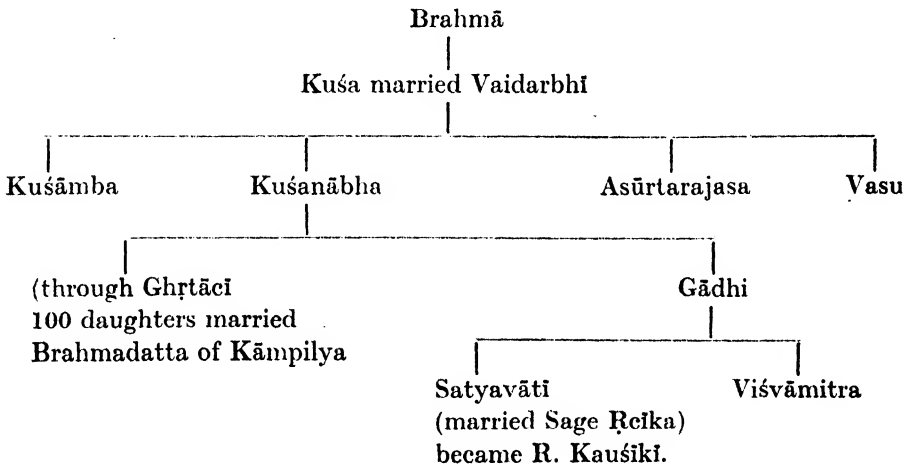 Brahmā
Kuśa married Vaidarbhī
Kuśāmba Kuśanābha Asūrtarajasa Vasu
(through Ghṛtācī Gādhi
100 daughters married
Brahmadatta of Kāmpilya
Satyavātī Viśvāmitra
(married Sage Ṛcīka)
became R. Kauśikī.